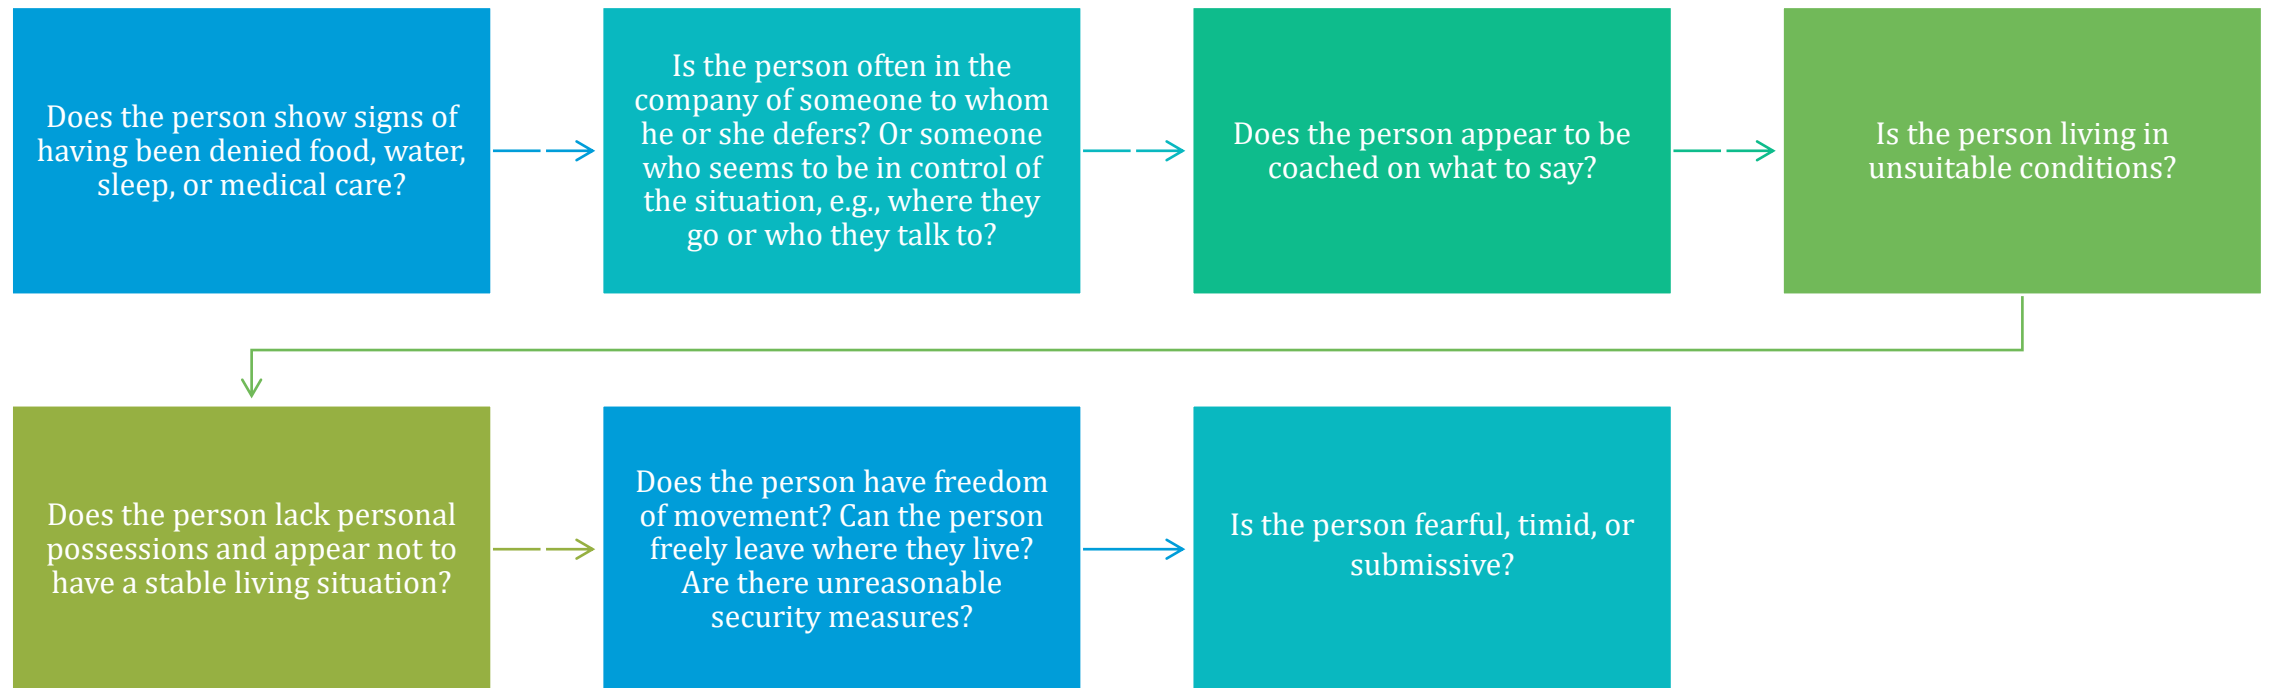 Does the person show signs of
having been denied food, water,
sleep, or medical care?
Is the person often in the
company of someone to whom
he or she defers? Or someone
who seems to be in control of
the situation, e.g., where they
go or who they talk to?
Does the person appear to be
coached on what to say?
Is the person living in
unsuitable conditions?
Does the person lack personal
possessions and appear not to
have a stable living situation?
Does the person have freedom
of movement? Can the person
freely leave where they live?
Are there unreasonable
security measures?
Is the person fearful, timid, or
submissive?